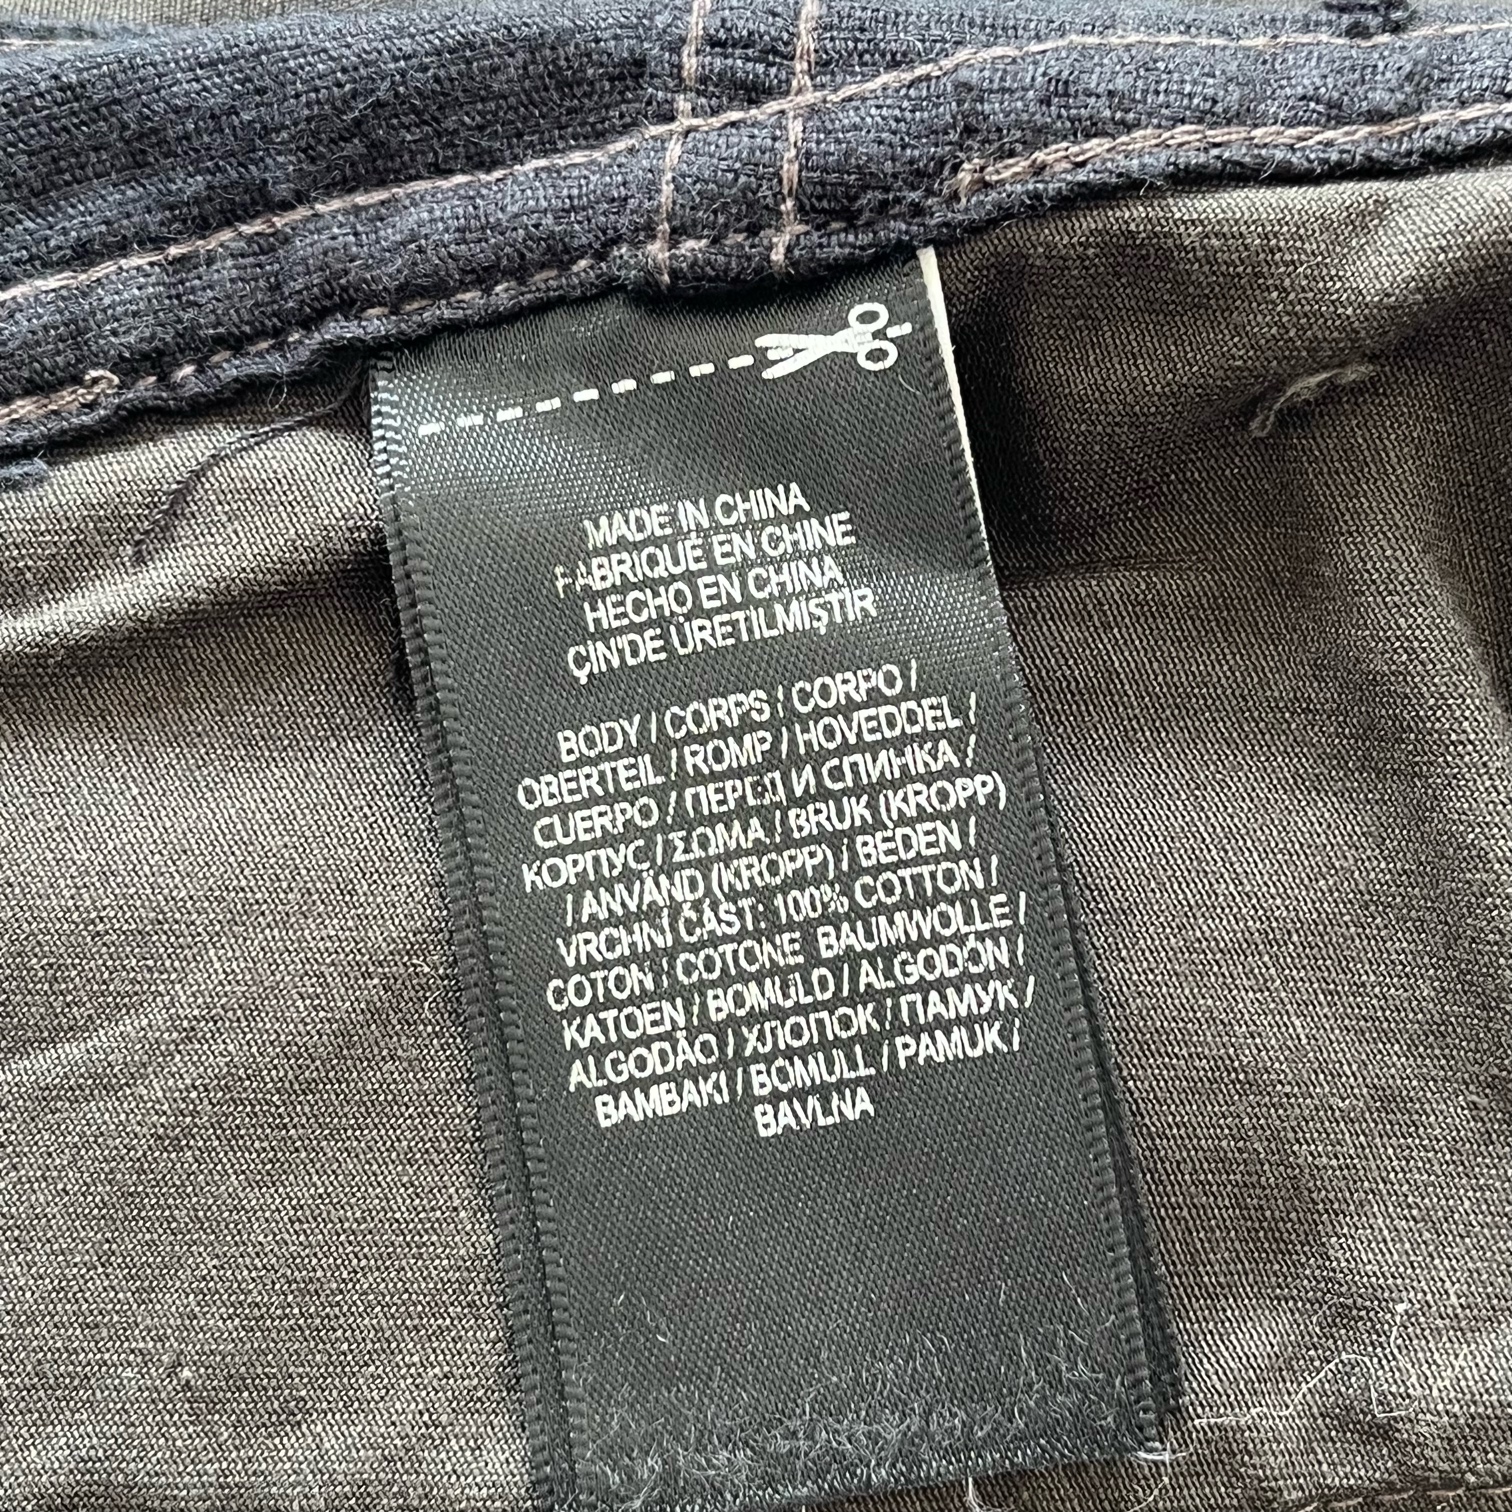 MADE IN CHINA
FABRIQUÉ EN CHINE
HECHO EN CHINA
ÇİN'DE ÜRETİLMİŞTİR
BODY / CORPS / CORPO /
OBERTEIL / ROMP / HOVEDDEL /
CUERPO / ПЕРЕД И СПИНКА /
КОРПУС / ΣΩΜΑ / BRUK (KROPP)
/ ANVÄND (KROPP) / BEDEN /
VRCHNÍ ČÁST: 100% COTTON /
COTON / COTONE BAUMWOLLE /
KATOEN / BOMULD / ALGODÓN /
ALGODÃO / ХЛОПОК / ПАМУК /
BAMBAKI / BOMULL / PAMUK /
BAVLNA